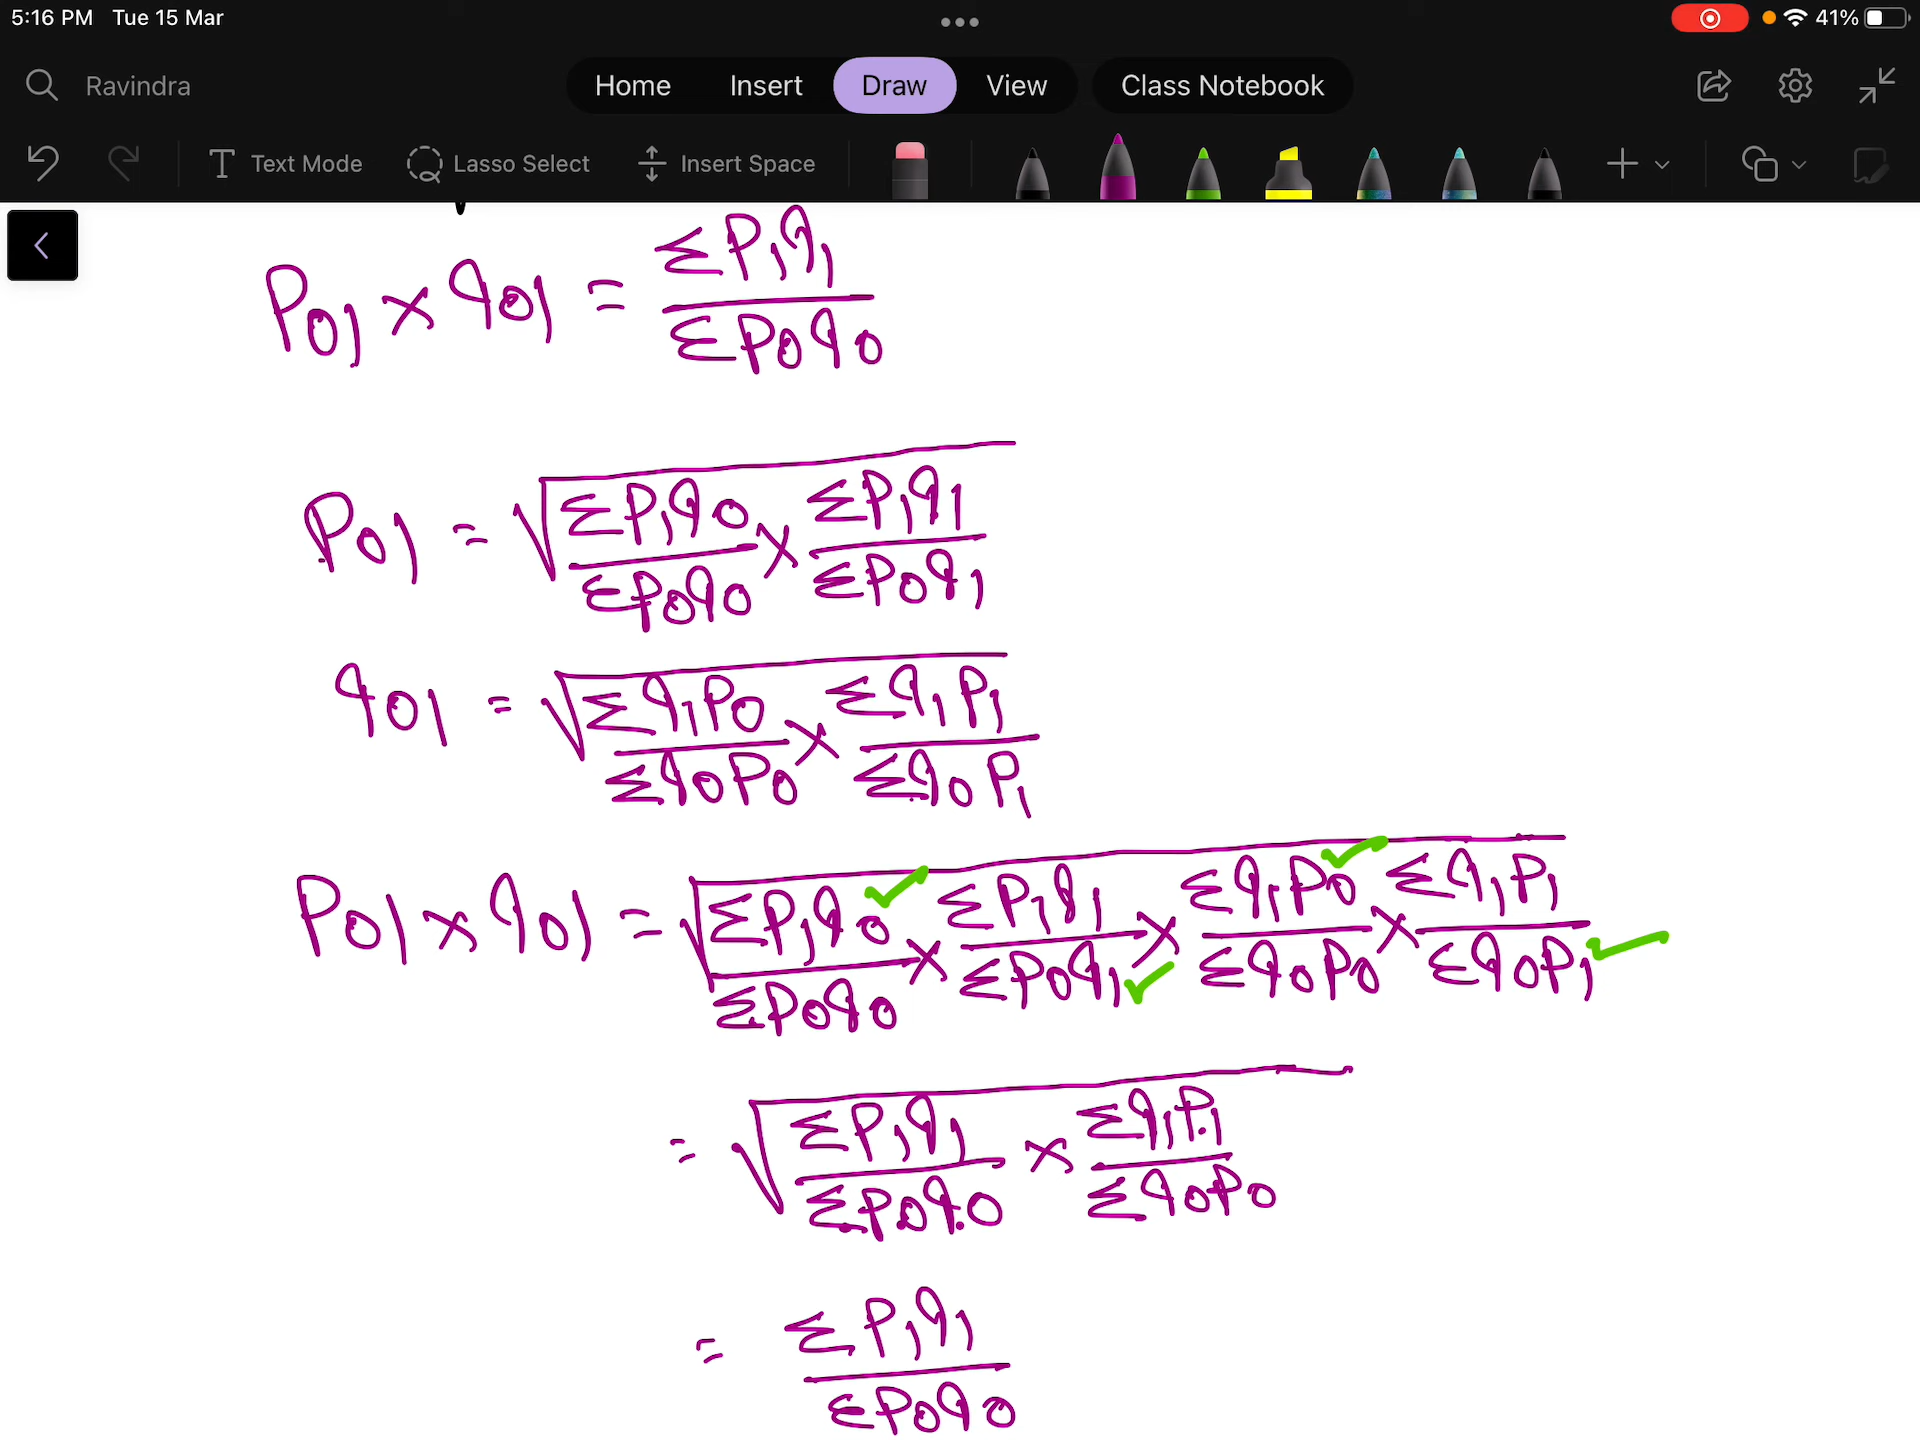 5:16 PM Tue 15 Mar 41%
Ravindra Home Insert Draw View Class Notebook
Text Mode Lasso Select Insert Space
P01 × q01 = ΣP1q1 / ΣP0q0
P01 = √(ΣP1q0 / ΣP0q0 × ΣP1q1 / ΣP0q1)
q01 = √(Σq1P0 / Σq0P0 × Σq1P1 / Σq0P1)
P01 × q01 = √(ΣP1q0 / ΣP0q0 × ΣP1q1 / ΣP0q1 × Σq1P0 / Σq0P0 × Σq1P1 / Σq0P1)
= √(ΣP1q1 / ΣP0q0 × Σq1P1 / Σq0P0)
= ΣP1q1 / ΣP0q0